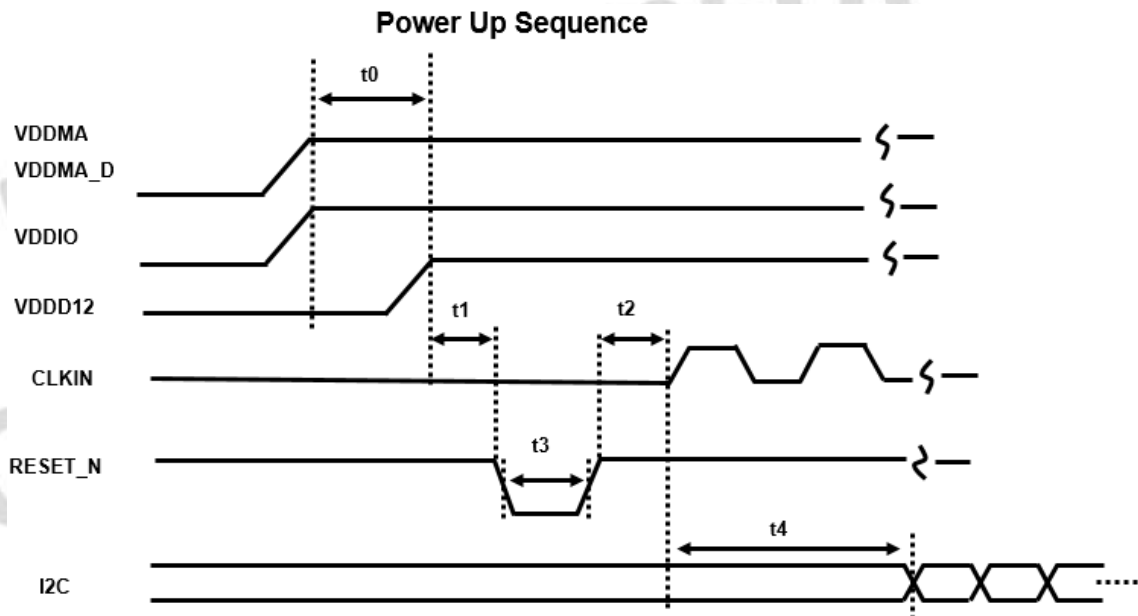 Power Up Sequence
t0
VDDMA
VDDMA_D
VDDIO
VDDD12
t1
t2
CLKIN
t3
RESET_N
t4
I2C